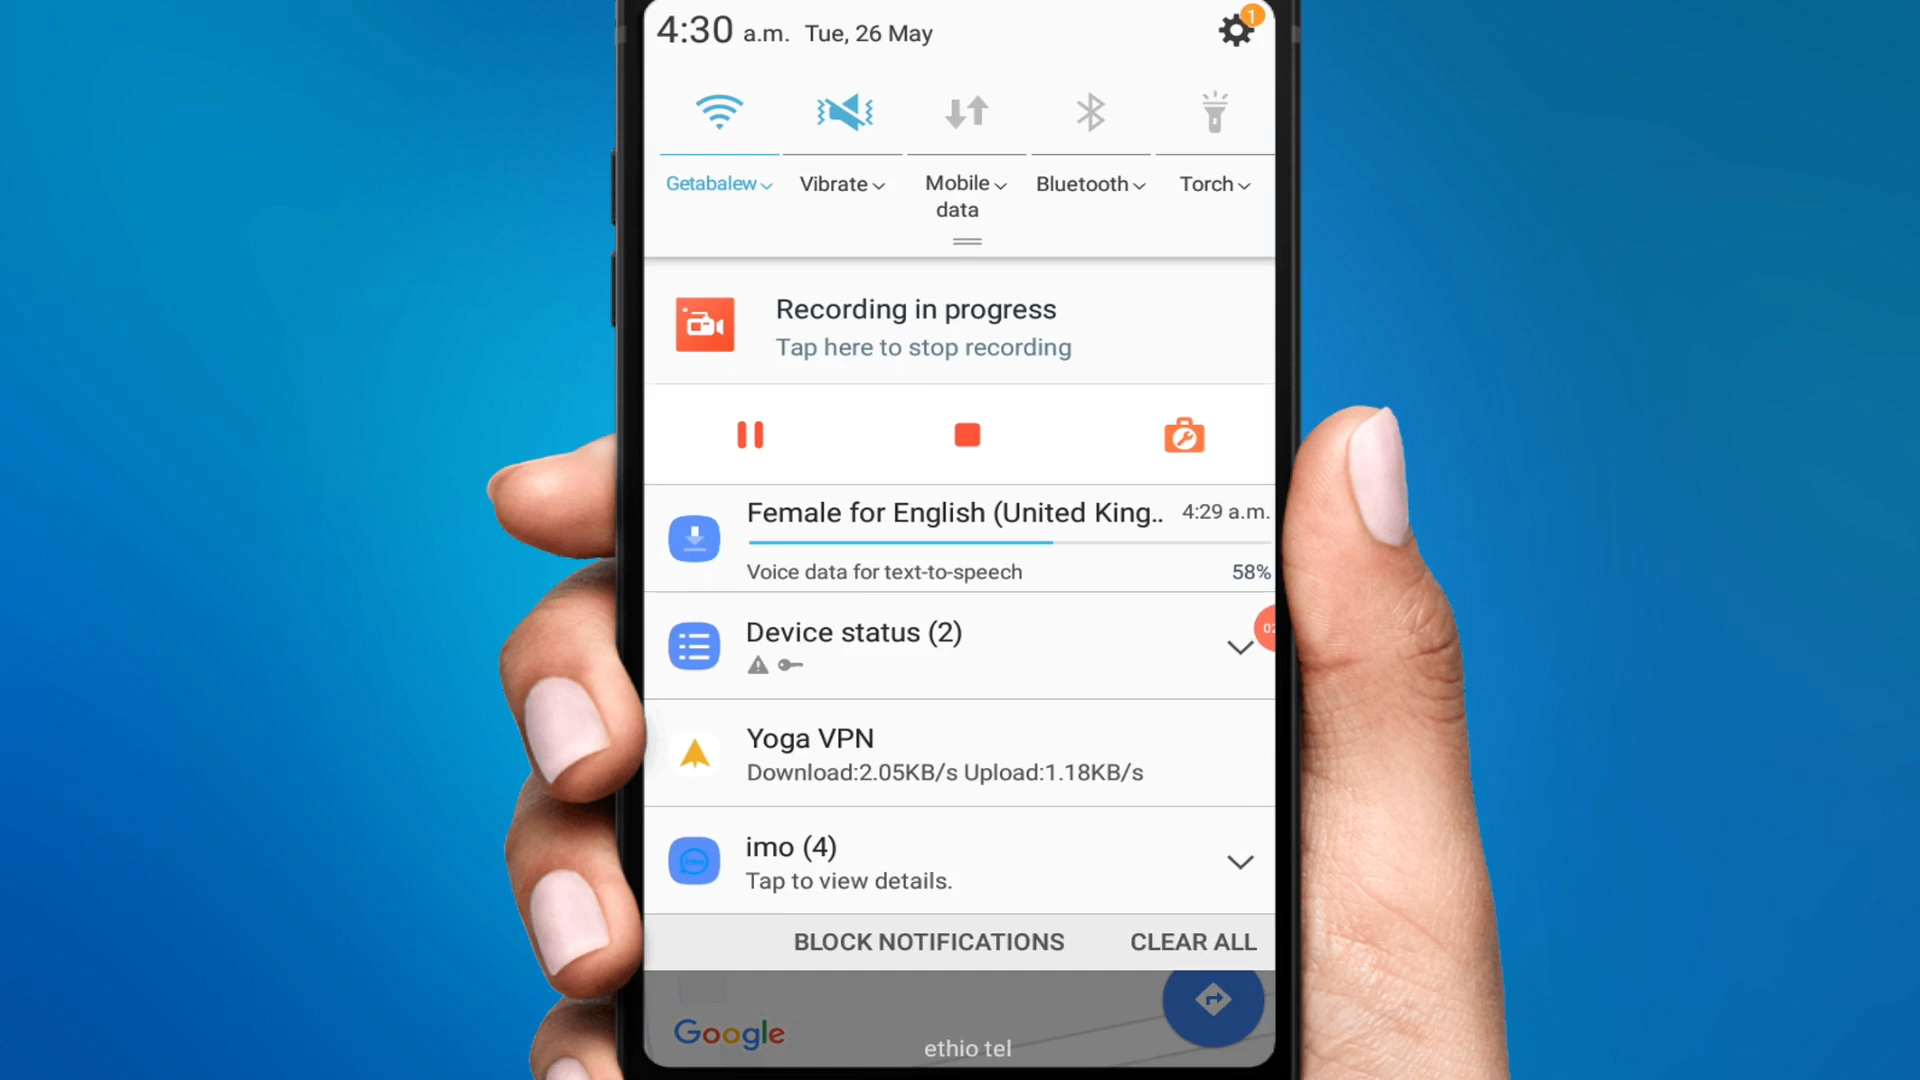 4:30 a.m. Tue, 26 May
1
Getabalew
Vibrate
Mobile data
Bluetooth
Torch
Recording in progress
Tap here to stop recording
Female for English (United King.. 4:29 a.m.
Voice data for text-to-speech 58%
Device status (2)
02
Yoga VPN
Download:2.05KB/s Upload:1.18KB/s
imo (4)
Tap to view details.
BLOCK NOTIFICATIONS CLEAR ALL
Google
ethio tel